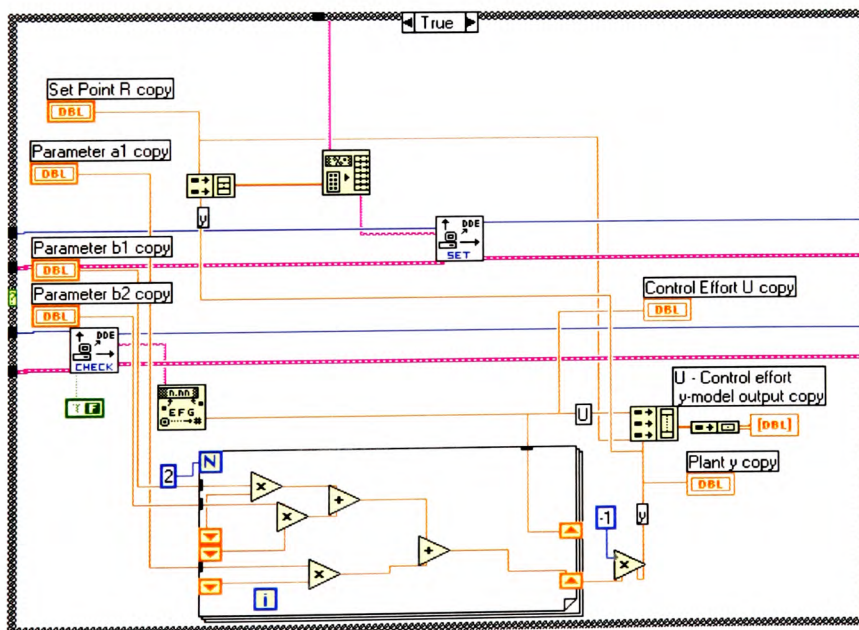 True
Set Point R copy
DBL
Parameter a1 copy
DBL
y
DDE
SET
Parameter b1 copy
DBL
Parameter b2 copy
DBL
Control Effort U copy
DBL
DDE
CHECK
T F
n.nn
E F G
U
U - Control effort
y-model output copy
[DBL]
Plant y copy
DBL
2
N
y
-1
i